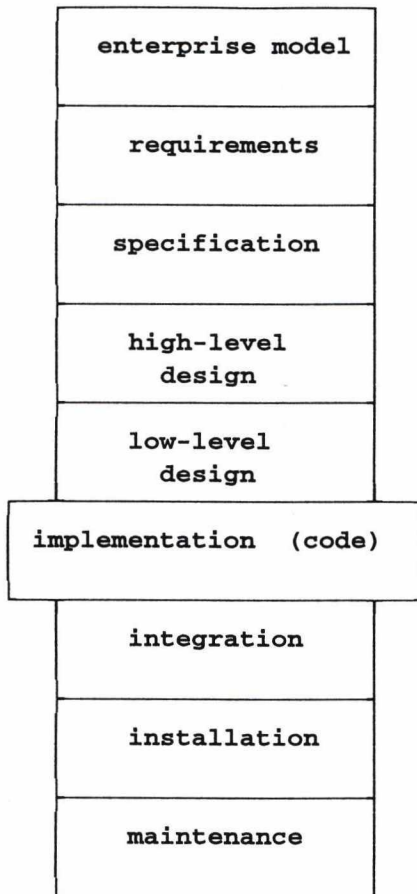 enterprise model
requirements
specification
high-level
design
low-level
design
implementation (code)
integration
installation
maintenance